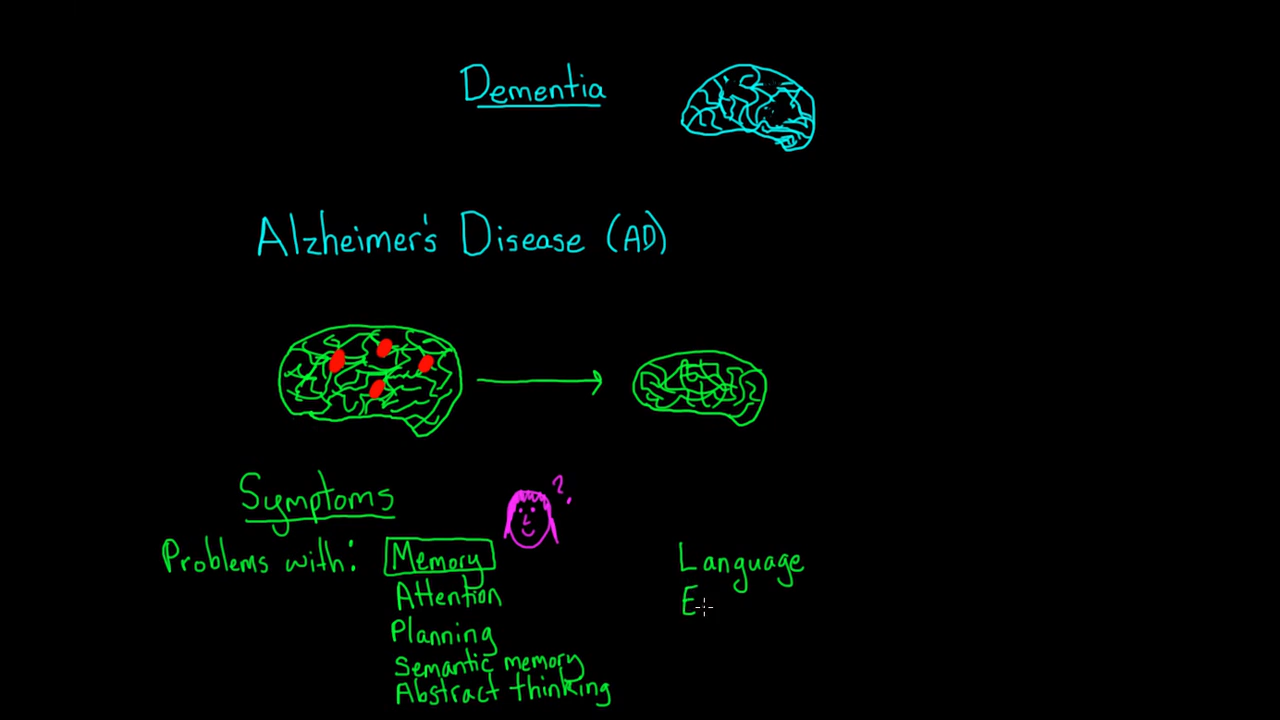 Dementia
Alzheimer's Disease (AD)
Symptoms
?
Problems with: Memory
Attention
Planning
Semantic memory
Abstract thinking
Language
E